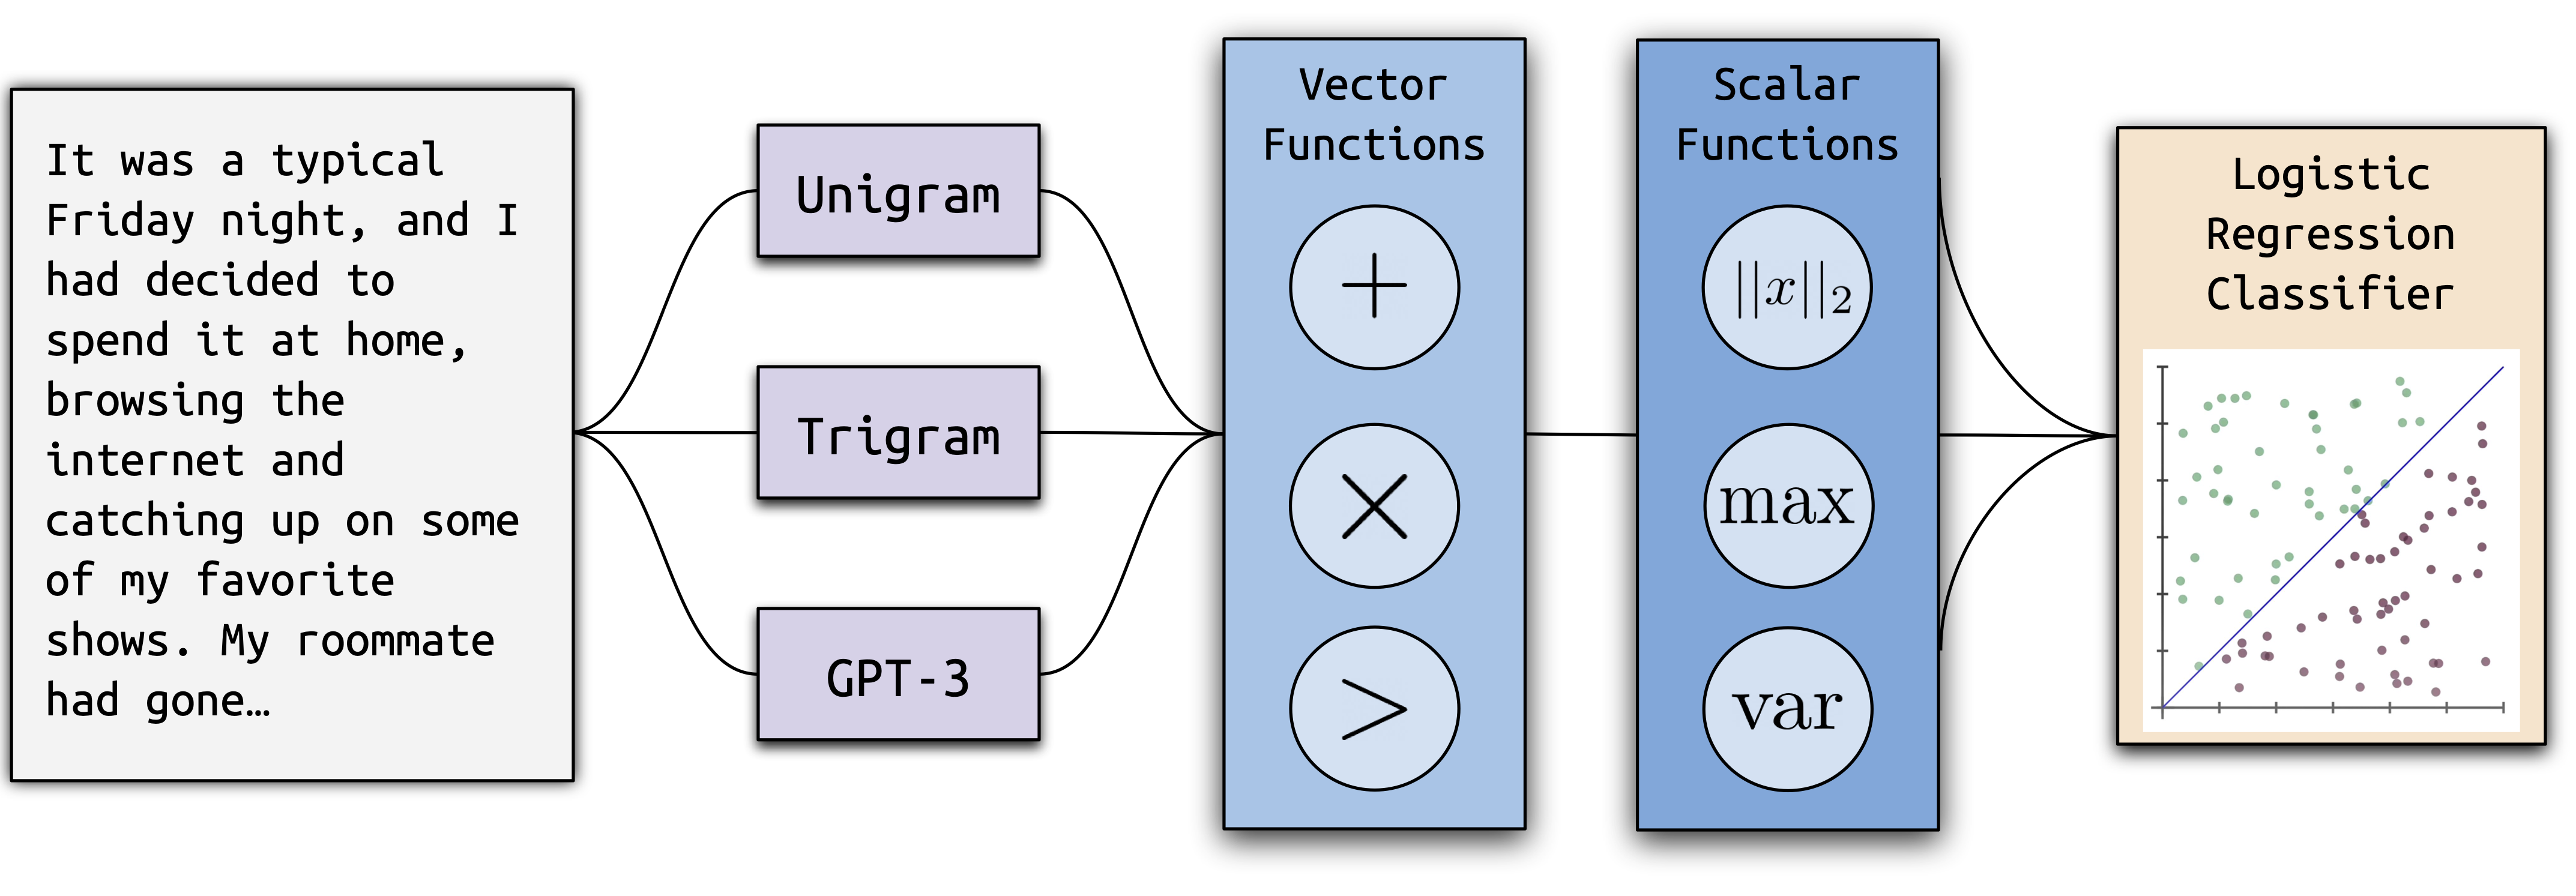 It was a typical
Friday night, and I
had decided to
spend it at home,
browsing the
internet and
catching up on some
of my favorite
shows. My roommate
had gone…
Unigram
Trigram
GPT-3
Vector
Functions
+
×
>
Scalar
Functions
||x||₂
max
var
Logistic
Regression
Classifier